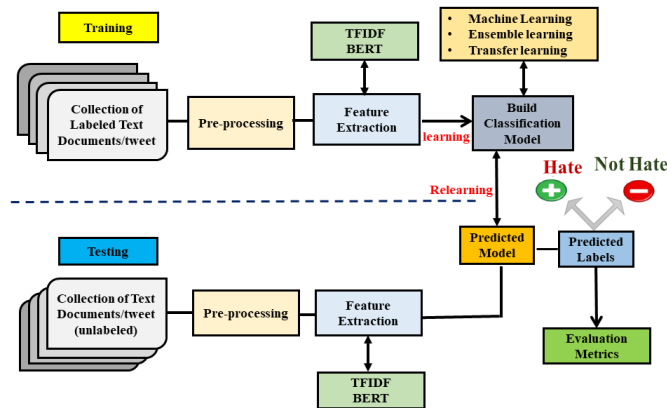 Training
TFIDF
BERT
• Machine Learning
• Ensemble learning
• Transfer learning
Collection of
Labeled Text
Documents/tweet
Pre-processing
Feature
Extraction
learning
Build
Classification
Model
Relearning
Hate
Not Hate
Testing
Predicted
Model
Predicted
Labels
Collection of Text
Documents/tweet
(unlabeled)
Pre-processing
Feature
Extraction
Evaluation
Metrics
TFIDF
BERT